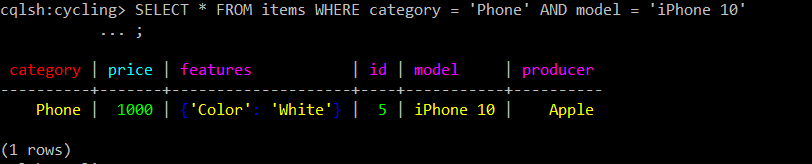 cqlsh:cycling> SELECT * FROM items WHERE category = 'Phone' AND model = 'iPhone 10'
           ... ;

 category | price | features           | id | model     | producer
----------+-------+--------------------+----+-----------+----------
    Phone |  1000 | {'Color': 'White'} |  5 | iPhone 10 |    Apple

(1 rows)